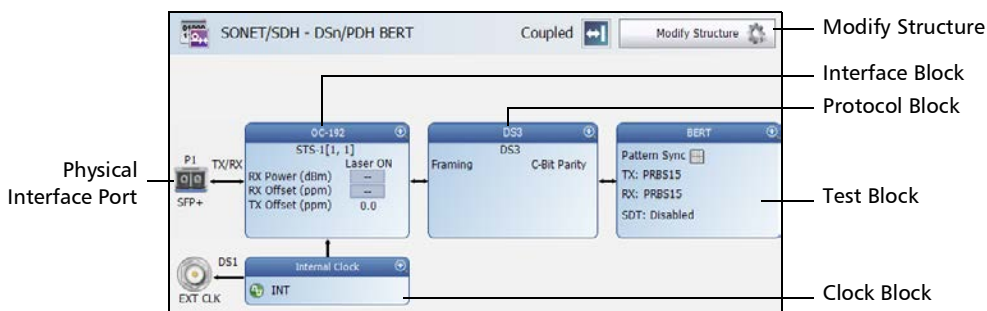 SONET/SDH - DSn/PDH BERT
Coupled
Modify Structure
Modify Structure
Interface Block
Protocol Block
Physical
Interface Port
P1
TX/RX
SFP+
OC-192
STS-1[1, 1]
Laser ON
RX Power (dBm) --
RX Offset (ppm) --
TX Offset (ppm) 0.0
DS3
DS3
Framing C-Bit Parity
BERT
Pattern Sync --
TX: PRBS15
RX: PRBS15
SDT: Disabled
Test Block
DS1
EXT CLK
Internal Clock
INT
Clock Block